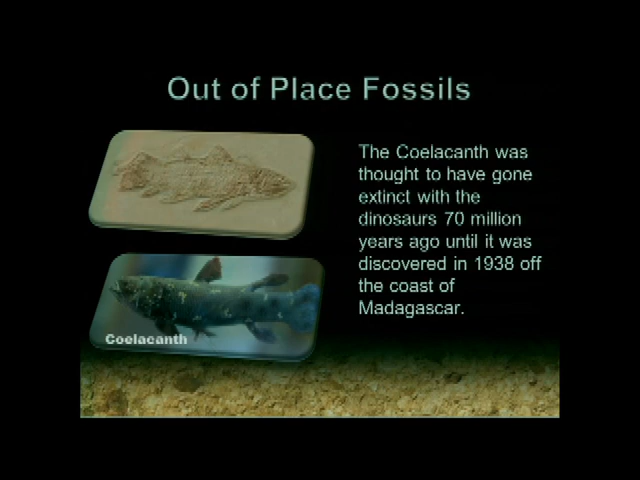 Out of Place Fossils
The Coelacanth was
thought to have gone
extinct with the
dinosaurs 70 million
years ago until it was
discovered in 1938 off
the coast of
Madagascar.
Coelacanth